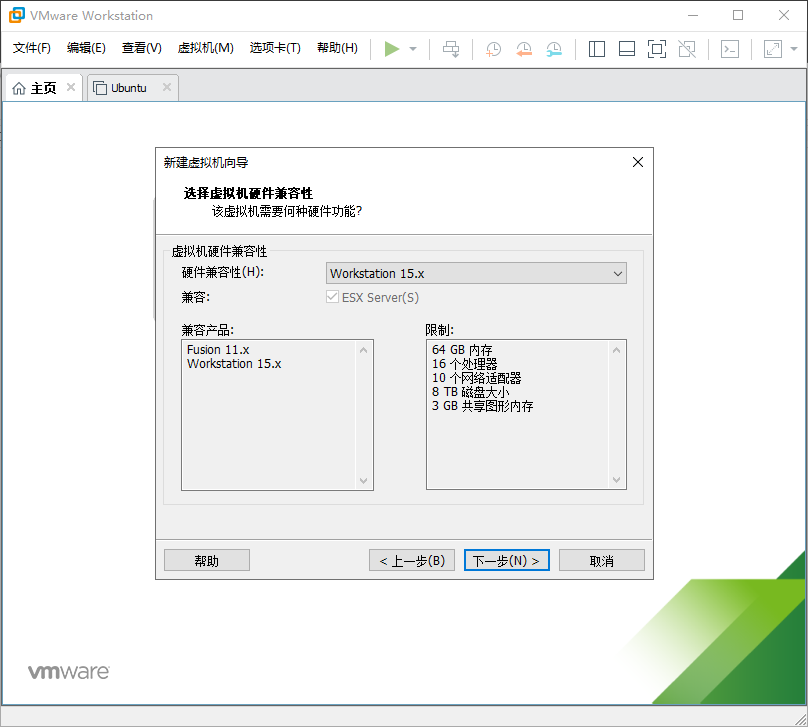 VMware Workstation
文件(F) 编辑(E) 查看(V) 虚拟机(M) 选项卡(T) 帮助(H)
主页 Ubuntu
新建虚拟机向导
选择虚拟机硬件兼容性
该虚拟机需要何种硬件功能?
虚拟机硬件兼容性
硬件兼容性(H): Workstation 15.x
兼容: ESX Server(S)
兼容产品:
Fusion 11.x
Workstation 15.x
限制:
64 GB 内存
16 个处理器
10 个网络适配器
8 TB 磁盘大小
3 GB 共享图形内存
帮助 < 上一步(B) 下一步(N) > 取消
vmware